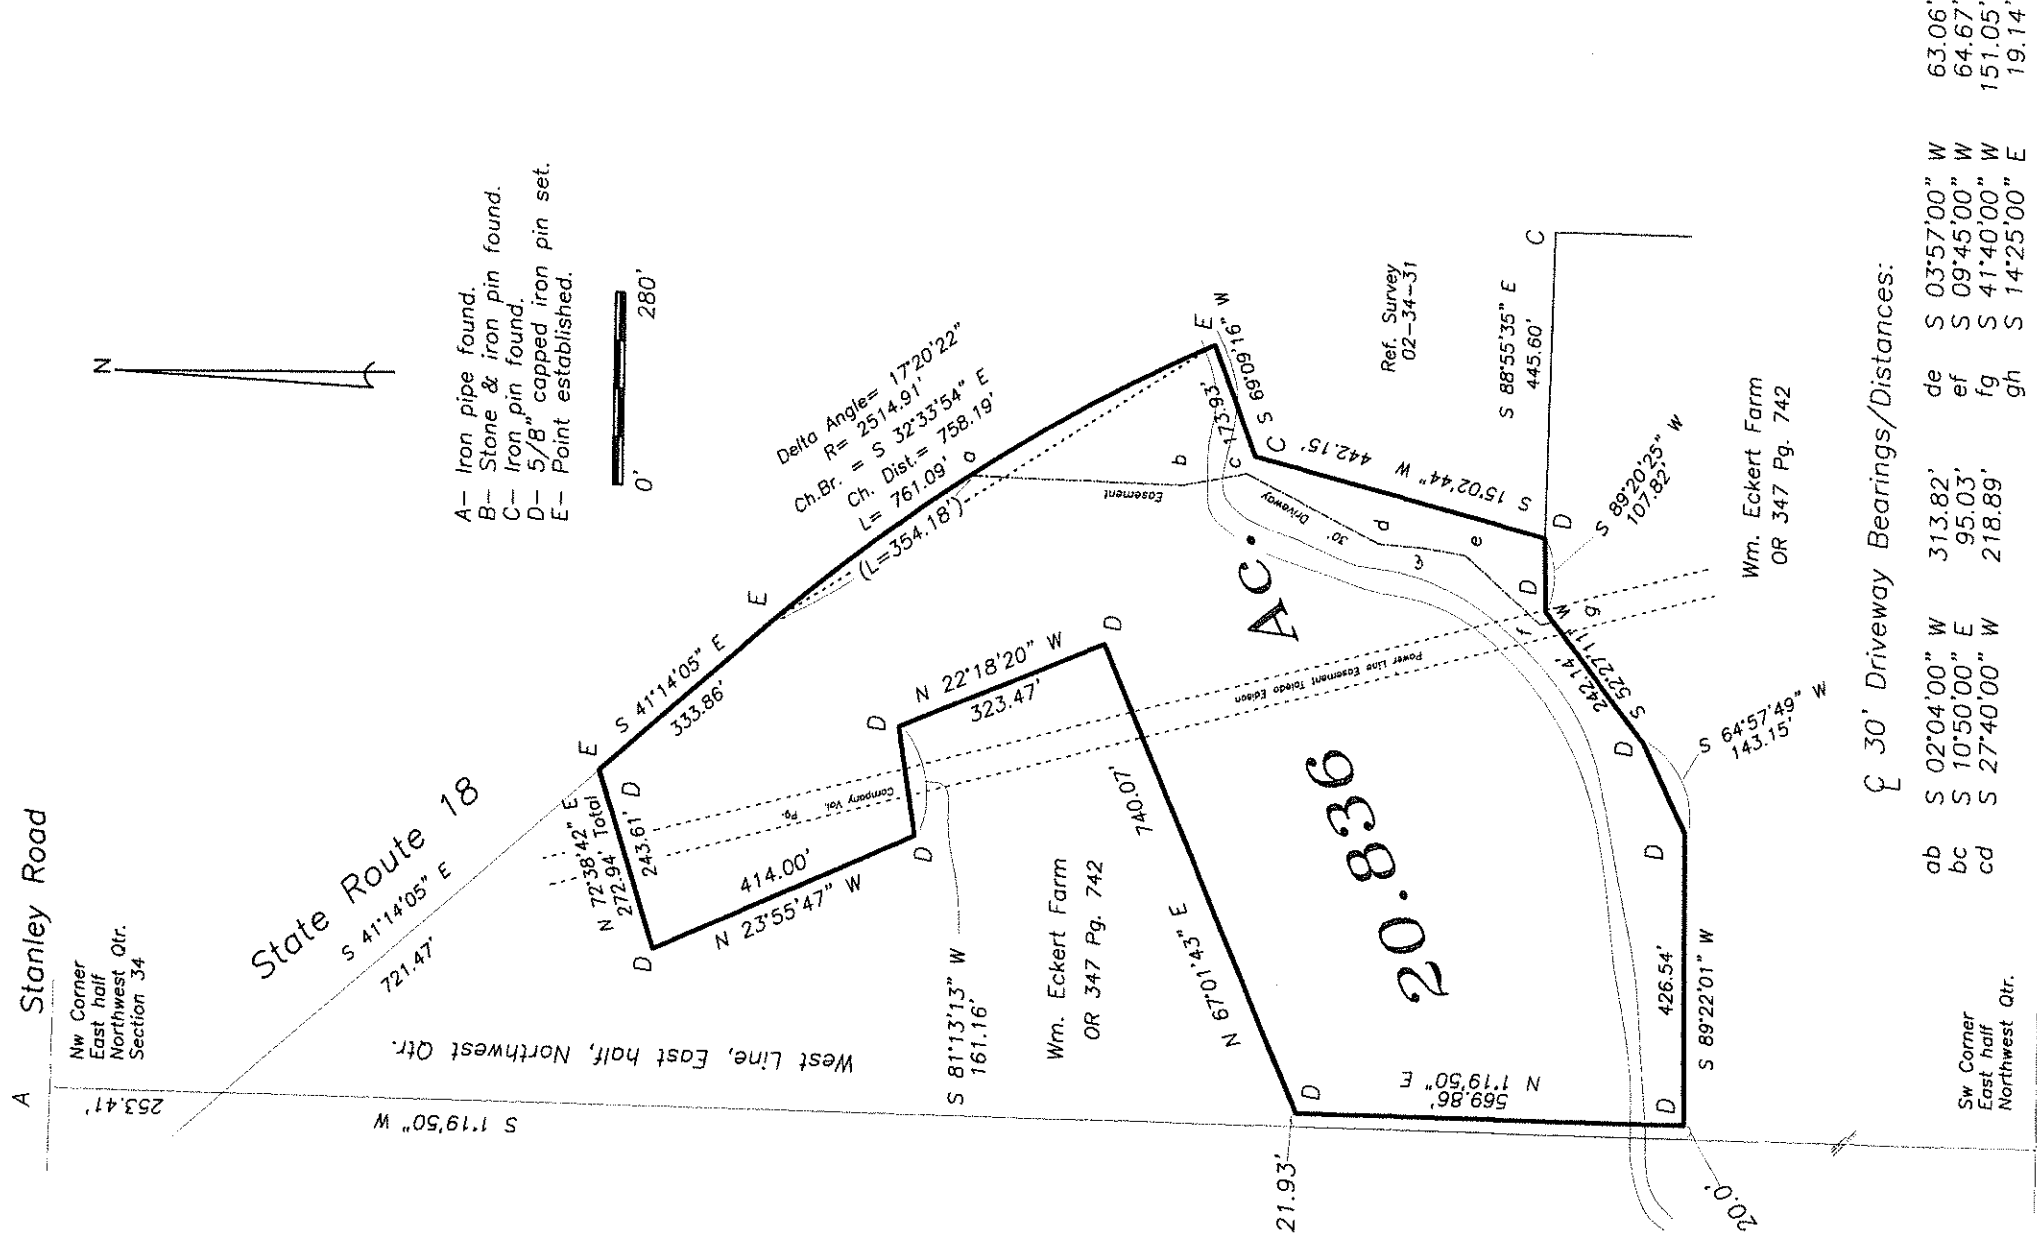 A
Stanley Road
Nw Corner
East half
Northwest Qtr.
Section 34
253.41'
S 1°19'50" W
West Line, East half, Northwest Qtr.
State Route 18
S 41°14'05" E
721.47'
N
A- Iron pipe found.
B- Stone & iron pin found.
C- Iron pin found.
D- 5/8" capped iron pin set.
E- Point established.
0'
280'
E
D
N 72°38'42" E
272.94' Total
243.61'
S 41°14'05" E
333.86'
E
Delta Angle= 17°20'22"
R= 2514.91'
Ch.Br. = S 32°33'54" E
Ch. Dist.= 758.19'
L= 761.09'
(L=354.18')
a
D
N 23°55'47" W
414.00'
Pg.
Company Vol.
D
D
S 81°13'13" W
161.16'
N 22°18'20" W
323.47'
D
Wm. Eckert Farm
OR 347 Pg. 742
N 67°01'43" E
740.07'
Power Line Easement Toledo Edison
20.836 Ac.
Easement
b
c
Driveway
30'
d
℄
e
f
g
E
S 69°09'16" W
173.93'
C
S 15°02'44" W
442.15'
Ref. Survey
02-34-31
S 88°55'35" E
445.60'
C
D
D
S 89°20'25" W
107.82'
Wm. Eckert Farm
OR 347 Pg. 742
S 52°27'11" W
242.14'
D
S 64°57'49" W
143.15'
D
426.54'
S 89°22'01" W
D
D
N 1°19'50" E
569.86'
21.93'
20.0'
Sw Corner
East half
Northwest Qtr.
℄ 30' Driveway Bearings/Distances:
ab S 02°04'00" W 313.82' de S 03°57'00" W 63.06'
bc S 10°50'00" E 95.03' ef S 09°45'00" W 64.67'
cd S 27°40'00" W 218.89' fg S 41°40'00" W 151.05'
gh S 14°25'00" E 19.14'